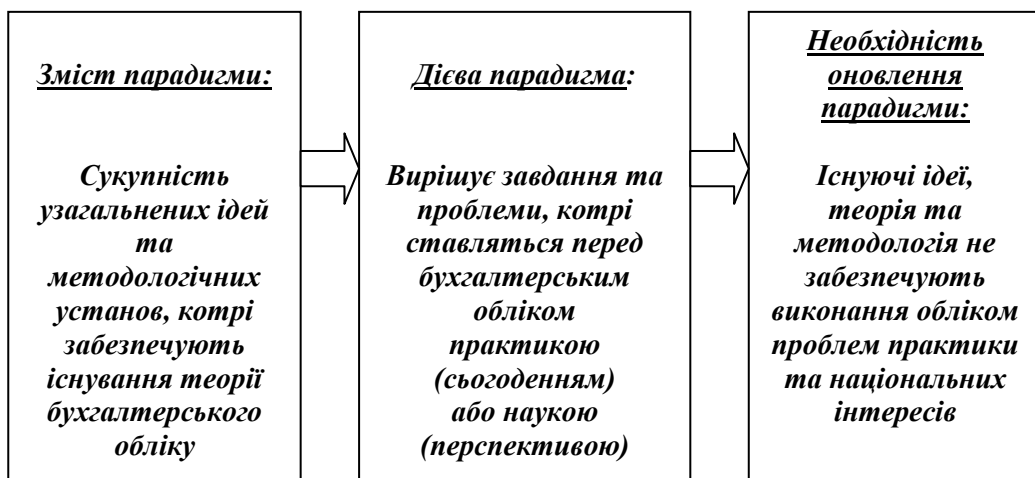 Зміст парадигми:
Сукупність
узагальнених ідей
та
методологічних
установ, котрі
забезпечують
існування теорії
бухгалтерського
обліку
Дієва парадигма:
Вирішує завдання та
проблеми, котрі
ставляться перед
бухгалтерським
обліком
практикою
(сьогоденням)
або наукою
(перспективою)
Необхідність
оновлення
парадигми:
Існуючі ідеї,
теорія та
методологія не
забезпечують
виконання обліком
проблем практики
та національних
інтересів